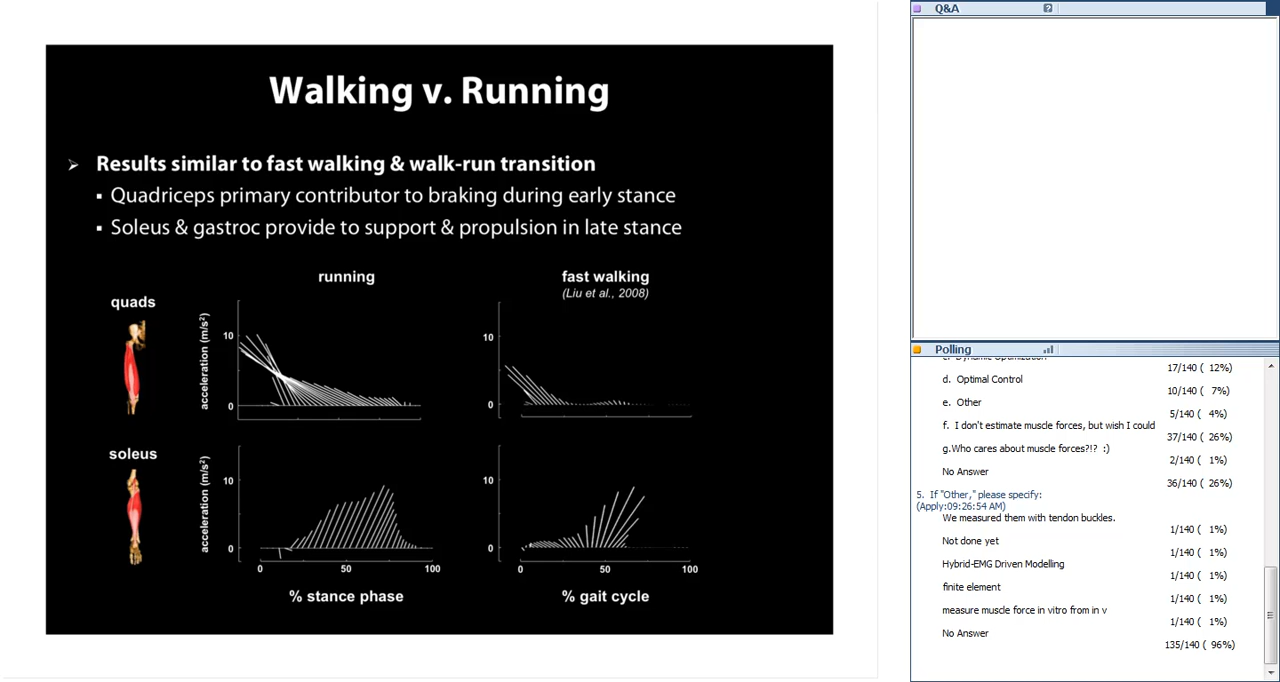 Walking v. Running
Results similar to fast walking & walk-run transition
Quadriceps primary contributor to braking during early stance
Soleus & gastroc provide to support & propulsion in late stance
running
fast walking
(Liu et al., 2008)
quads
acceleration (m/s²)
10
0
10
0
soleus
acceleration (m/s²)
10
0
0
50
100
10
0
0
50
100
% stance phase
% gait cycle
Q&A
?
Polling
17/140 ( 12%)
d. Optimal Control
10/140 ( 7%)
e. Other
5/140 ( 4%)
f. I don't estimate muscle forces, but wish I could
37/140 ( 26%)
g.Who cares about muscle forces?!? :)
2/140 ( 1%)
No Answer
36/140 ( 26%)
5. If "Other," please specify:
(Apply:09:26:54 AM)
We measured them with tendon buckles.
1/140 ( 1%)
Not done yet
1/140 ( 1%)
Hybrid-EMG Driven Modelling
1/140 ( 1%)
finite element
1/140 ( 1%)
measure muscle force in vitro from in v
1/140 ( 1%)
No Answer
135/140 ( 96%)